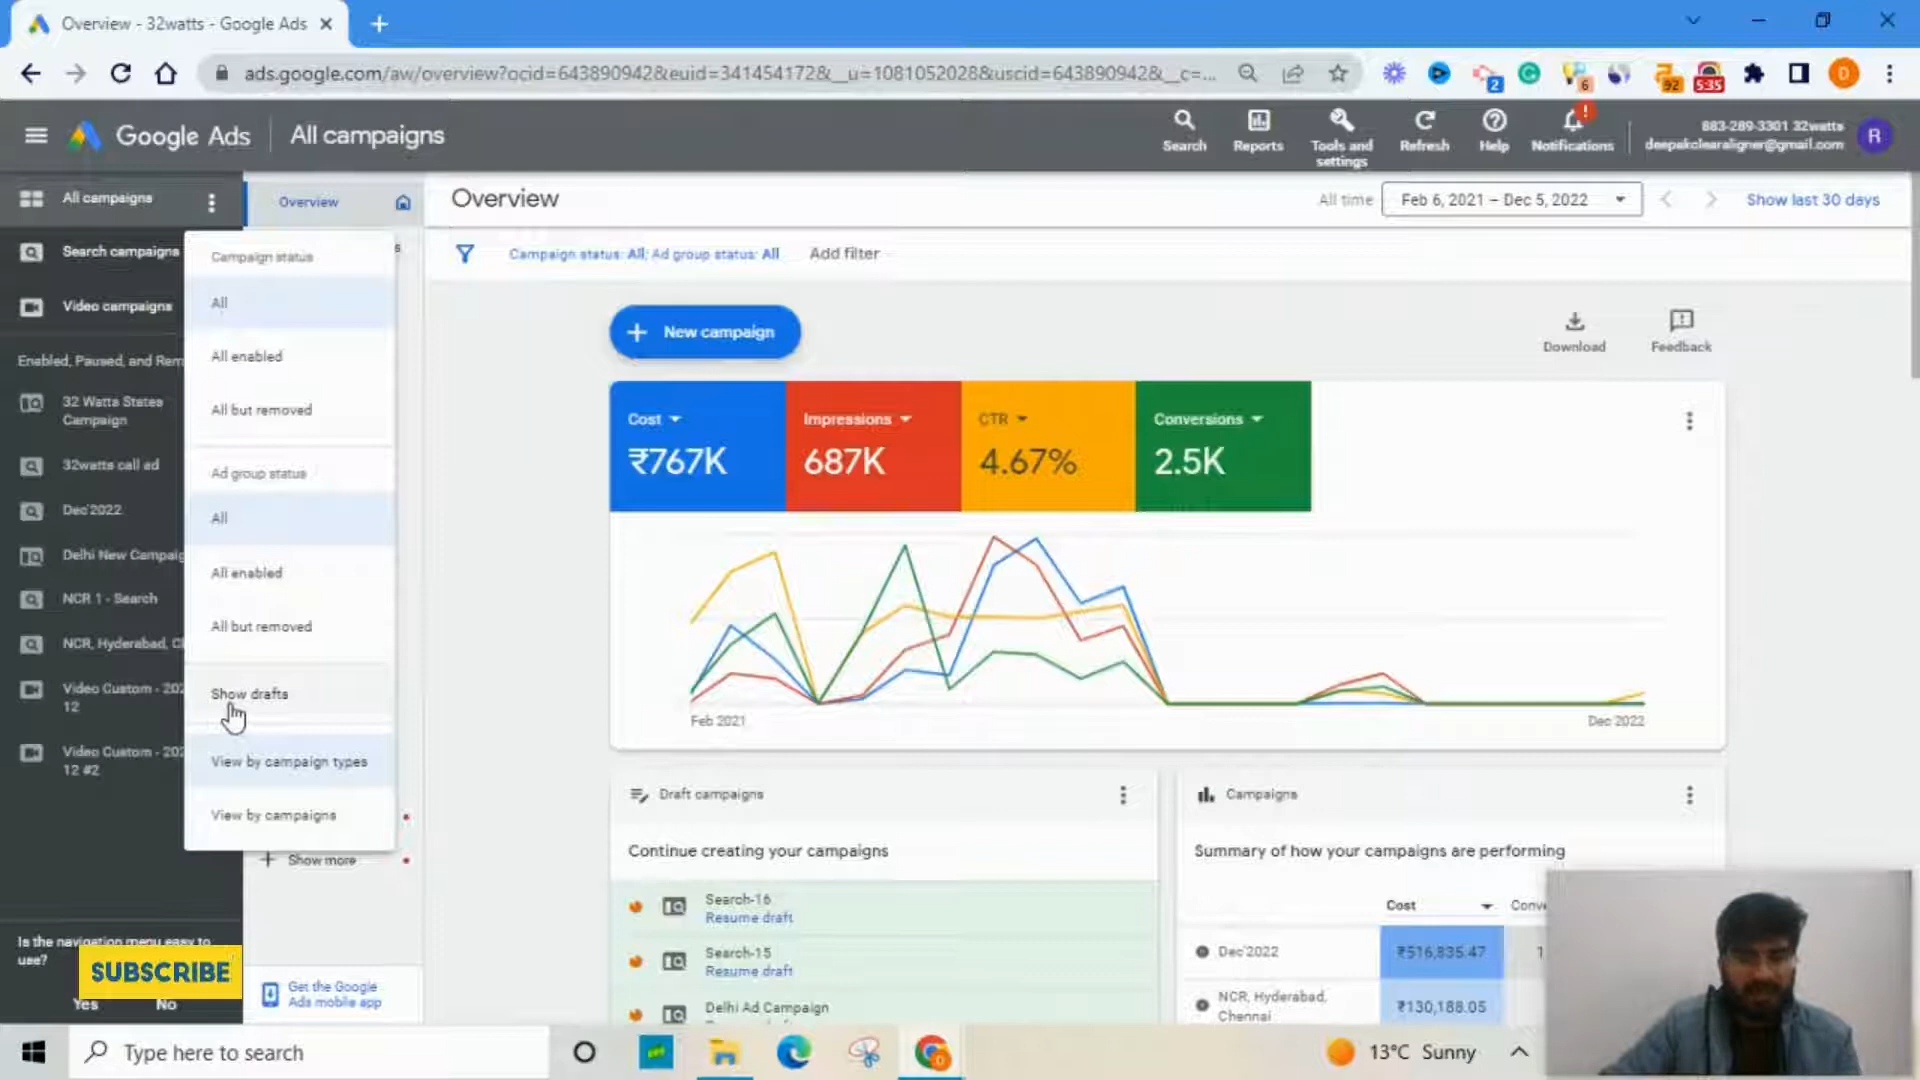 Overview - 32watts - Google Ads
ads.google.com/aw/overview?ocid=643890942&euid=341454172&__u=1081052028&uscid=643890942&__c=...
2
6
92
5:35
D
Google Ads
All campaigns
Search
Reports
Tools and
settings
Refresh
Help
Notifications
883-289-3301 32watts
deepakclearaligner@gmail.com
R
All campaigns
Search campaigns
Video campaigns
Enabled, Paused, and Rem
32 Watts States
Campaign
32watts call ad
Dec'2022
Delhi New Campaig
NCR 1 - Search
NCR, Hyderabad, C
Video Custom - 202
12
Video Custom - 202
12 #2
Is the navigation menu easy to
use?
SUBSCRIBE
Yes
No
Overview
s
Campaign status
All
All enabled
All but removed
Ad group status
All
All enabled
All but removed
Show drafts
View by campaign types
View by campaigns
Show more
Get the Google
Ads mobile app
Overview
All time
Feb 6, 2021 – Dec 5, 2022
Show last 30 days
Campaign status: All; Ad group status: All
Add filter
New campaign
Download
Feedback
Cost
₹767K
Impressions
687K
CTR
4.67%
Conversions
2.5K
Feb 2021
Dec 2022
Draft campaigns
Continue creating your campaigns
Search-16
Resume draft
Search-15
Resume draft
Delhi Ad Campaign
Campaigns
Summary of how your campaigns are performing
Cost
Conve
Dec'2022
₹516,835.47
1
NCR, Hyderabad,
Chennai
₹130,188.05
Type here to search
13°C Sunny